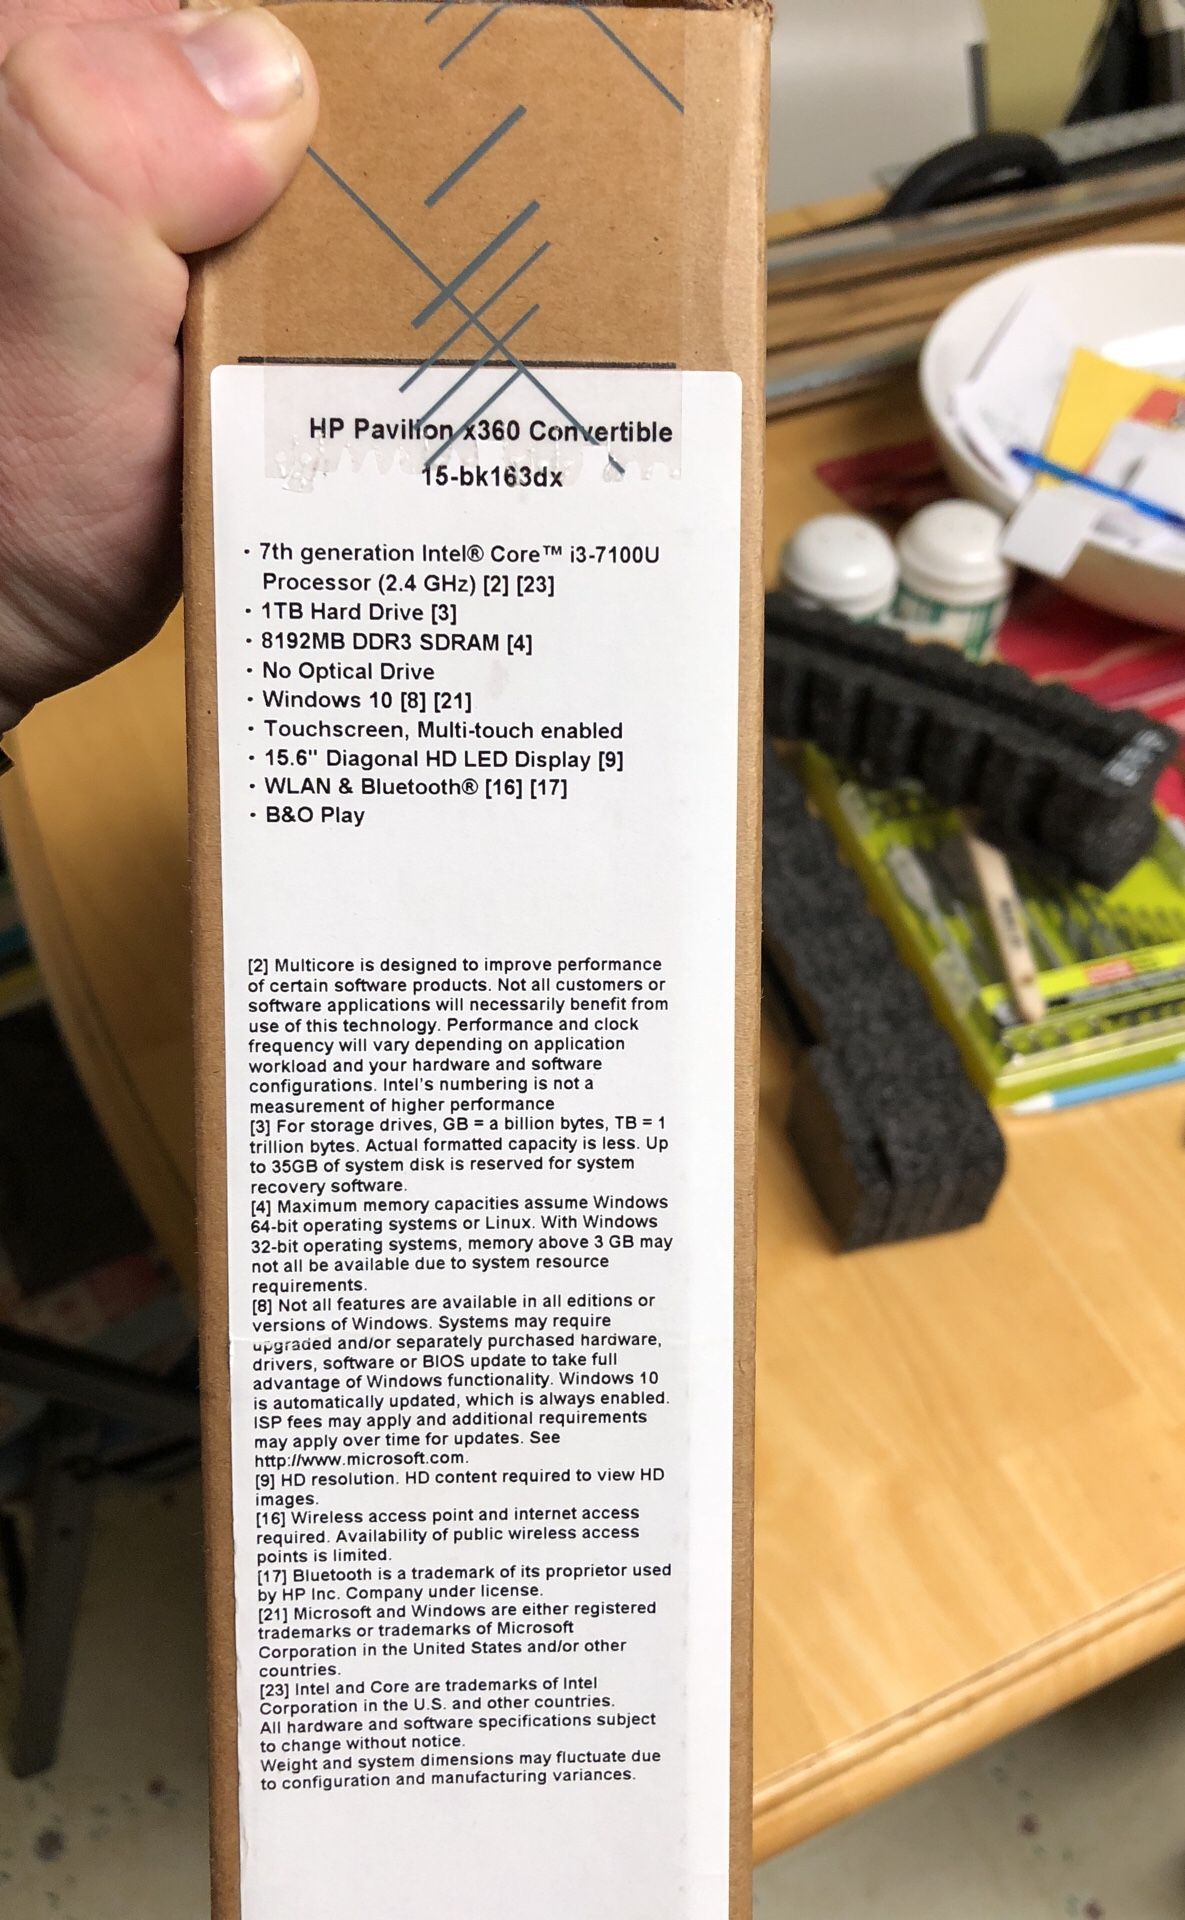 HP Pavilion x360 Convertible
15-bk163dx
· 7th generation Intel® Core™ i3-7100U
Processor (2.4 GHz) [2] [23]
· 1TB Hard Drive [3]
· 8192MB DDR3 SDRAM [4]
· No Optical Drive
· Windows 10 [8] [21]
· Touchscreen, Multi-touch enabled
· 15.6" Diagonal HD LED Display [9]
· WLAN & Bluetooth® [16] [17]
· B&O Play
[2] Multicore is designed to improve performance
of certain software products. Not all customers or
software applications will necessarily benefit from
use of this technology. Performance and clock
frequency will vary depending on application
workload and your hardware and software
configurations. Intel's numbering is not a
measurement of higher performance
[3] For storage drives, GB = a billion bytes, TB = 1
trillion bytes. Actual formatted capacity is less. Up
to 35GB of system disk is reserved for system
recovery software.
[4] Maximum memory capacities assume Windows
64-bit operating systems or Linux. With Windows
32-bit operating systems, memory above 3 GB may
not all be available due to system resource
requirements.
[8] Not all features are available in all editions or
versions of Windows. Systems may require
upgraded and/or separately purchased hardware,
drivers, software or BIOS update to take full
advantage of Windows functionality. Windows 10
is automatically updated, which is always enabled.
ISP fees may apply and additional requirements
may apply over time for updates. See
http://www.microsoft.com.
[9] HD resolution. HD content required to view HD
images.
[16] Wireless access point and internet access
required. Availability of public wireless access
points is limited.
[17] Bluetooth is a trademark of its proprietor used
by HP Inc. Company under license.
[21] Microsoft and Windows are either registered
trademarks or trademarks of Microsoft
Corporation in the United States and/or other
countries.
[23] Intel and Core are trademarks of Intel
Corporation in the U.S. and other countries.
All hardware and software specifications subject
to change without notice.
Weight and system dimensions may fluctuate due
to configuration and manufacturing variances.